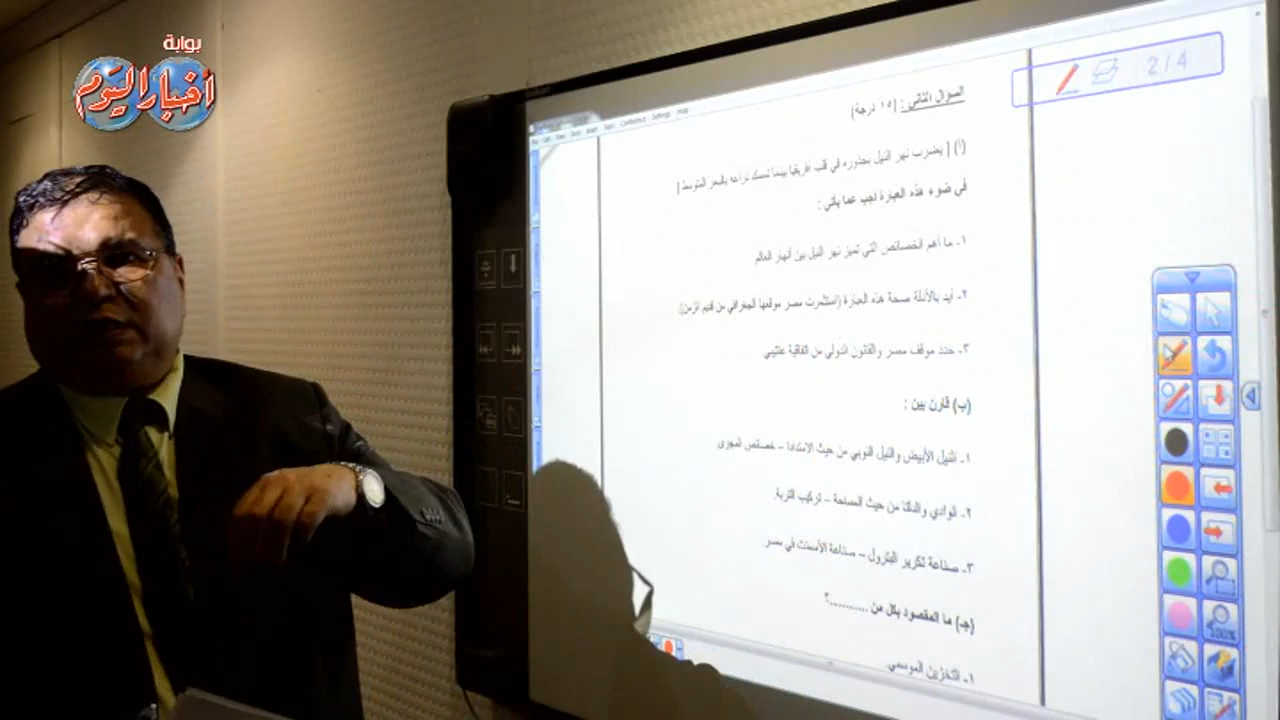 بوابة
أخبار اليوم
2/4
السؤال الثاني : [١٥ درجة]
(أ) [ يضرب نهر النيل بجذوره في قلب أفريقيا بينما تمسك ذراعه بالبحر المتوسط ]
في ضوء هذه العبارة أجب عما يأتي :
١- ما أهم الخصائص التي تميز نهر النيل بين أنهار العالم
٢- أيد بالأدلة صحة هذه العبارة (استثمرت مصر موقعها الجغرافي من قديم الزمن).
٣- حدد موقف مصر والقانون الدولي من اتفاقية عنتيبي
(ب) قارن بين :
١- النيل الأبيض والنيل النوبي من حيث الامتداد – خصائص المجرى
٢- الوادي والدلتا من حيث المساحة – تركيب التربة.
٣- صناعة تكرير البترول – صناعة الأسمنت في مصر
(جـ) ما المقصود بكل من ...........؟
١- التخزين الموسمي.
100%